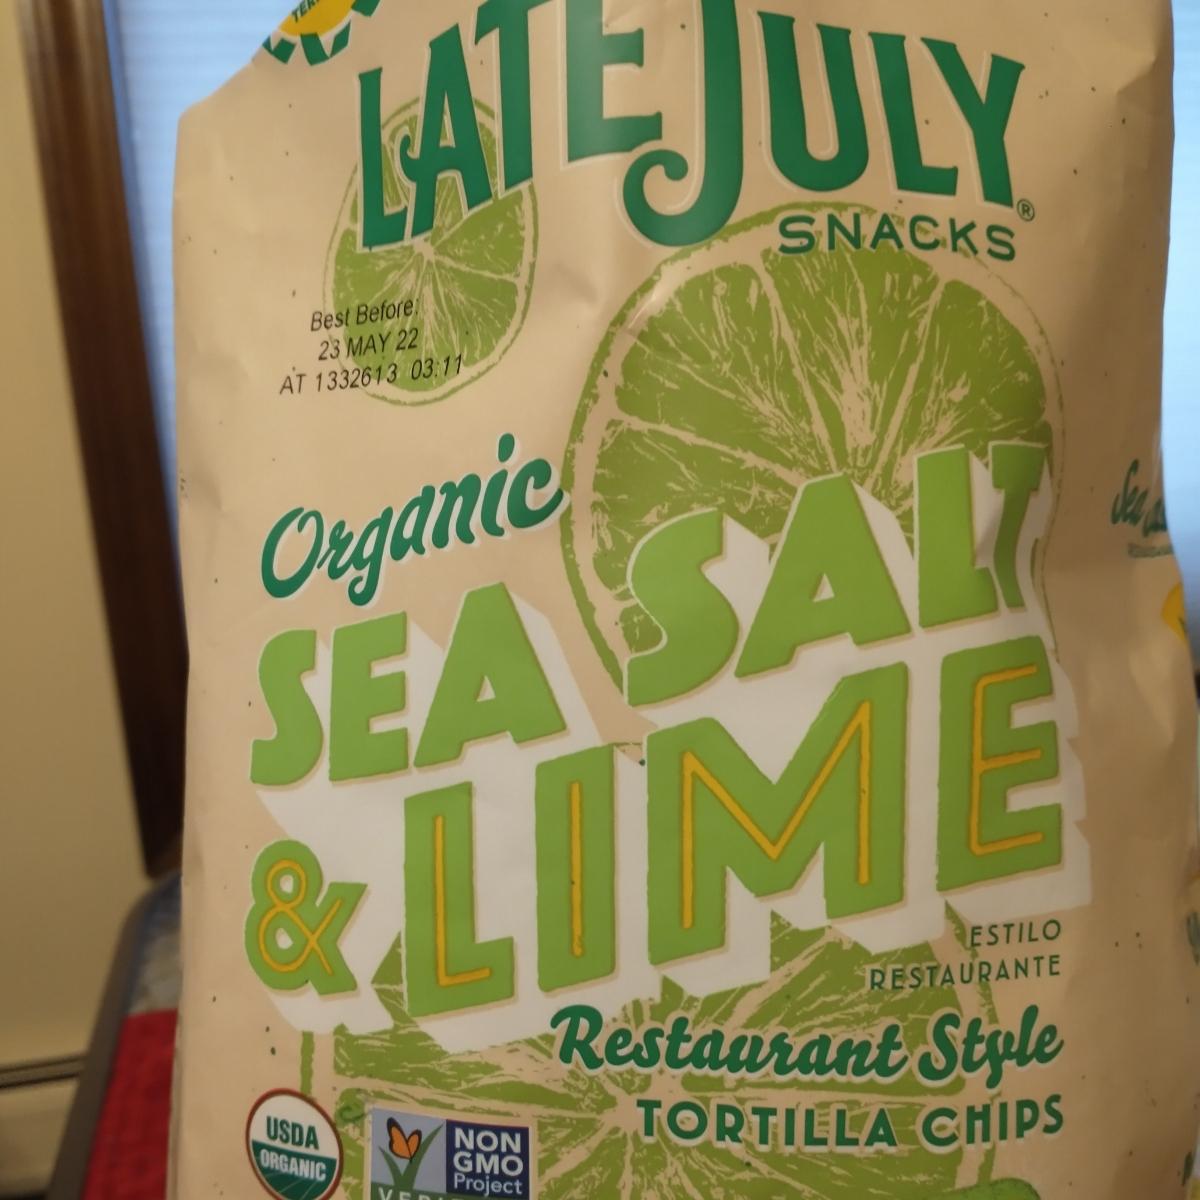 LATE JULY
SNACKS
Best Before:
23 MAY 22
AT 1332613 03:11
Organic
SEA SALT
& LIME
ESTILO
RESTAURANTE
Restaurant Style
TORTILLA CHIPS
USDA
ORGANIC
NON
GMO
Project
Sea